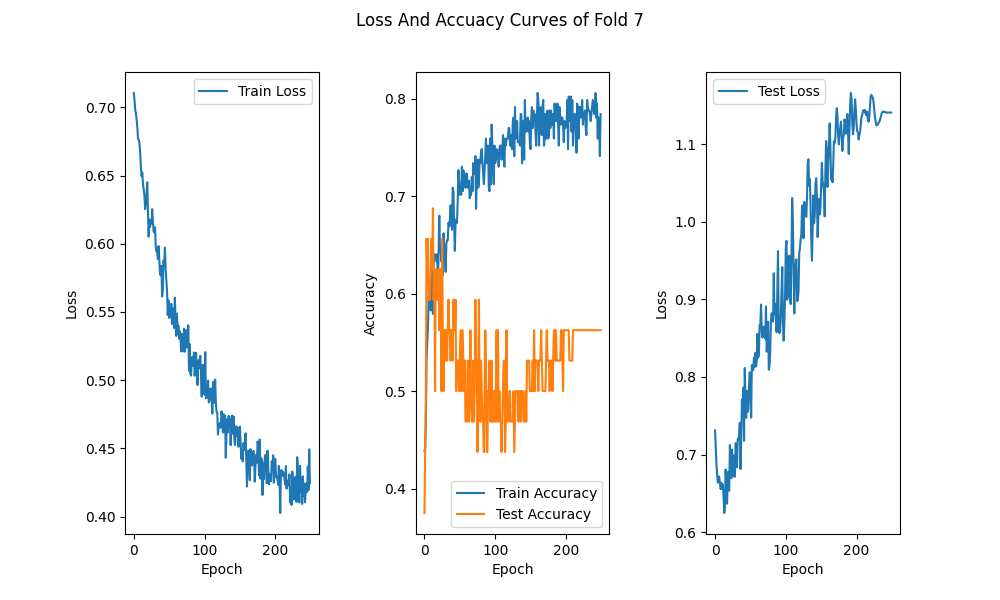 Loss And Accuacy Curves of Fold 7
Train Loss
0.70
0.65
0.60
0.55
0.50
0.45
0.40
Loss
0
100
200
Epoch
0.8
0.7
0.6
0.5
0.4
Accuracy
Train Accuracy
Test Accuracy
0
100
200
Epoch
Test Loss
1.1
1.0
0.9
0.8
0.7
0.6
Loss
0
100
200
Epoch